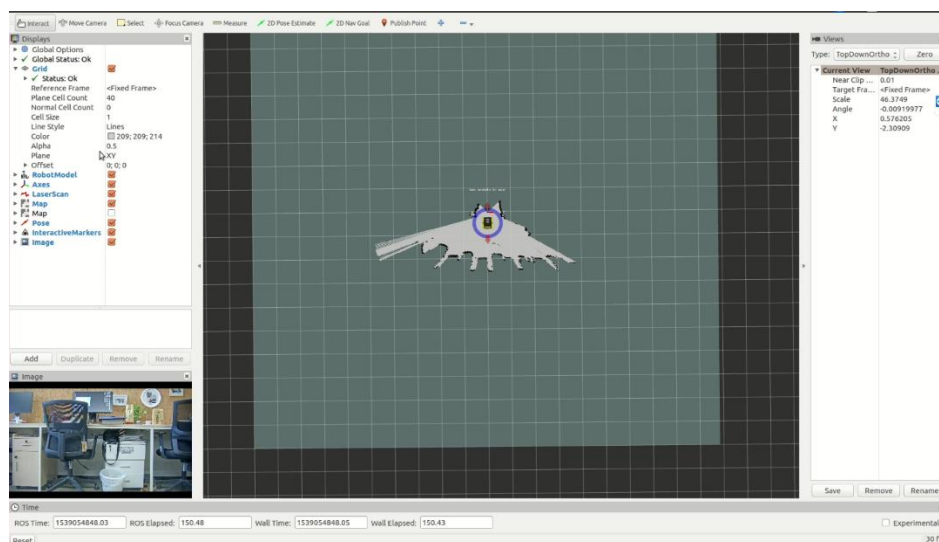 Interact Move Camera Select Focus Camera Measure 2D Pose Estimate 2D Nav Goal Publish Point
Displays
Global Options
Global Status: Ok
Grid
Status: Ok
Reference Frame <Fixed Frame>
Plane Cell Count 40
Normal Cell Count 0
Cell Size 1
Line Style Lines
Color 209; 209; 214
Alpha 0.5
Plane XY
Offset 0; 0; 0
RobotModel
Axes
LaserScan
Map
Map
Pose
InteractiveMarkers
Image
Add Duplicate Remove Rename
Image
Views
Type: TopDownOrtho Zero
Current View TopDownOrtho ...
Near Clip ... 0.01
Target Fra... <Fixed Frame>
Scale 46.3749
Angle -0.00919977
X 0.576205
Y -2.30909
Save Remove Rename
Time
ROS Time: 1539054848.03 ROS Elapsed: 150.48 Wall Time: 1539054848.05 Wall Elapsed: 150.43 Experimental
Reset 30 f